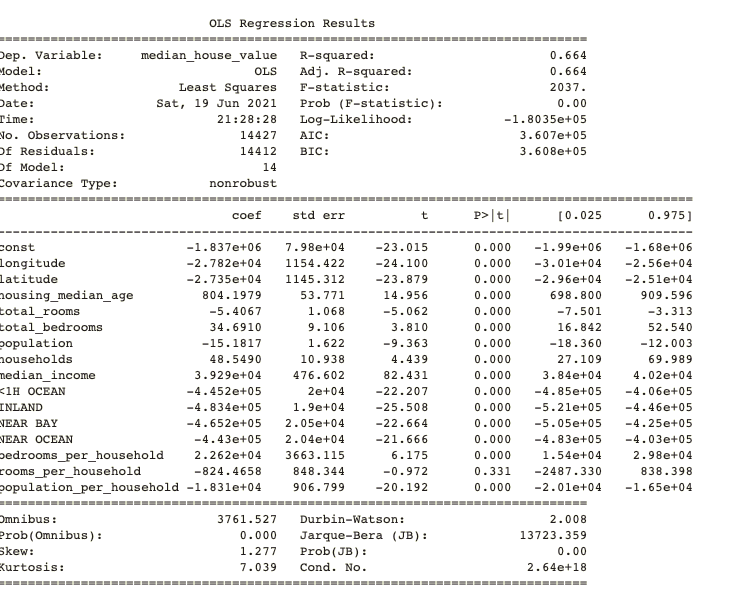 OLS Regression Results
==============================================================================
Dep. Variable:     median_house_value   R-squared:                       0.664
Model:                            OLS   Adj. R-squared:                  0.664
Method:                 Least Squares   F-statistic:                     2037.
Date:                Sat, 19 Jun 2021   Prob (F-statistic):               0.00
Time:                        21:28:28   Log-Likelihood:            -1.8035e+05
No. Observations:               14427   AIC:                         3.607e+05
Df Residuals:                   14412   BIC:                         3.608e+05
Df Model:                          14
Covariance Type:            nonrobust
============================================================================================
coef    std err          t      P>|t|      [0.025      0.975]
--------------------------------------------------------------------------------------------
const                    -1.837e+06   7.98e+04    -23.015      0.000   -1.99e+06   -1.68e+06
longitude                -2.782e+04   1154.422    -24.100      0.000   -3.01e+04   -2.56e+04
latitude                 -2.735e+04   1145.312    -23.879      0.000   -2.96e+04   -2.51e+04
housing_median_age         804.1979     53.771     14.956      0.000     698.800     909.596
total_rooms                 -5.4067      1.068     -5.062      0.000      -7.501      -3.313
total_bedrooms              34.6910      9.106      3.810      0.000      16.842      52.540
population                 -15.1817      1.622     -9.363      0.000     -18.360     -12.003
households                  48.5490     10.938      4.439      0.000      27.109      69.989
median_income             3.929e+04    476.602     82.431      0.000    3.84e+04    4.02e+04
<1H OCEAN                -4.452e+05      2e+04    -22.207      0.000   -4.85e+05   -4.06e+05
INLAND                   -4.834e+05    1.9e+04    -25.508      0.000   -5.21e+05   -4.46e+05
NEAR BAY                 -4.652e+05   2.05e+04    -22.664      0.000   -5.05e+05   -4.25e+05
NEAR OCEAN                -4.43e+05   2.04e+04    -21.666      0.000   -4.83e+05   -4.03e+05
bedrooms_per_household    2.262e+04   3663.115      6.175      0.000    1.54e+04    2.98e+04
rooms_per_household       -824.4658    848.344     -0.972      0.331   -2487.330     838.398
population_per_household -1.831e+04    906.799    -20.192      0.000   -2.01e+04   -1.65e+04
==============================================================================
Omnibus:                     3761.527   Durbin-Watson:                   2.008
Prob(Omnibus):                  0.000   Jarque-Bera (JB):            13723.359
Skew:                           1.277   Prob(JB):                         0.00
Kurtosis:                       7.039   Cond. No.                     2.64e+18
==============================================================================